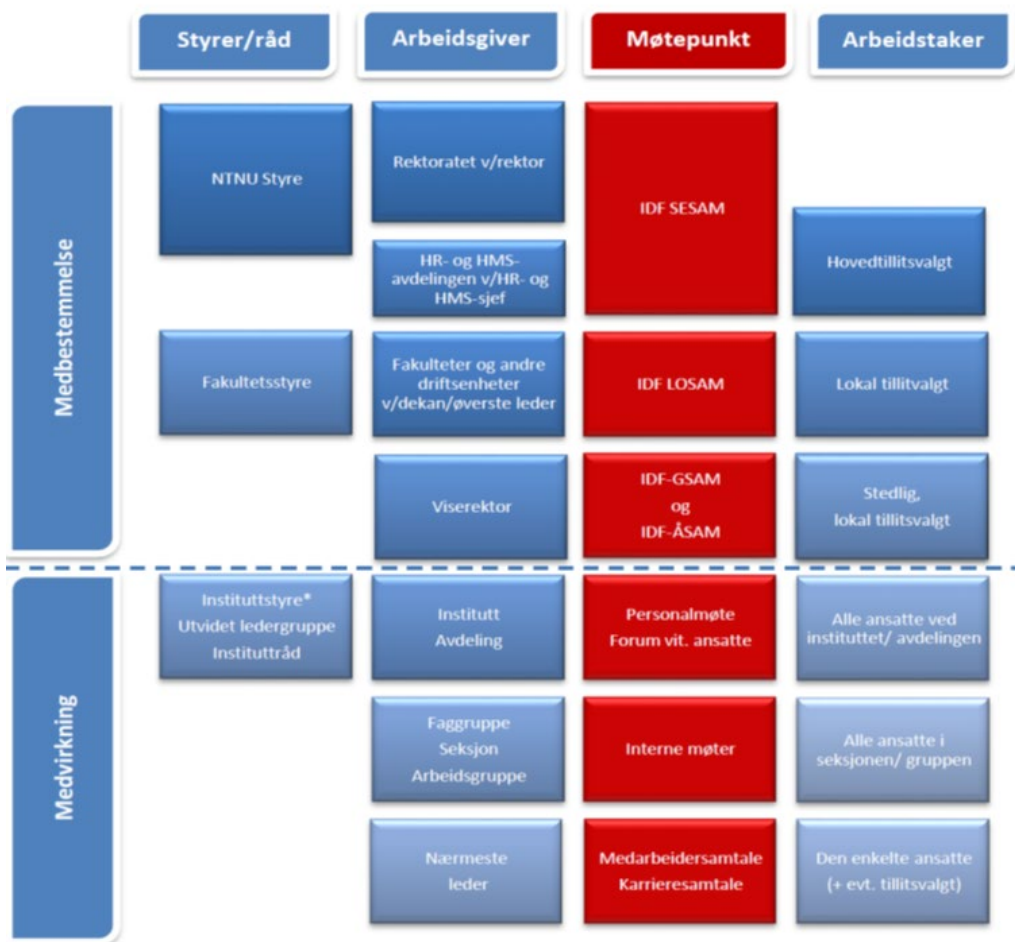 Styrer/råd
Arbeidsgiver
Møtepunkt
Arbeidstaker
Medbestemmelse
NTNU Styre
Rektoratet v/rektor
HR- og HMS-
avdelingen v/HR- og
HMS-sjef
IDF SESAM
Hovedtillitsvalgt
Fakultetsstyre
Fakulteter og andre
driftsenheter
v/dekan/øverste leder
IDF LOSAM
Lokal tillitvalgt
Viserektor
IDF-GSAM
og
IDF-ÅSAM
Stedlig,
lokal tillitsvalgt
Medvirkning
Instituttstyre*
Utvidet ledergruppe
Instituttråd
Institutt
Avdeling
Personalmøte
Forum vit. ansatte
Alle ansatte ved
instituttet/ avdelingen
Faggruppe
Seksjon
Arbeidsgruppe
Interne møter
Alle ansatte i
seksjonen/ gruppen
Nærmeste
leder
Medarbeidersamtale
Karrieresamtale
Den enkelte ansatte
(+ evt. tillitsvalgt)